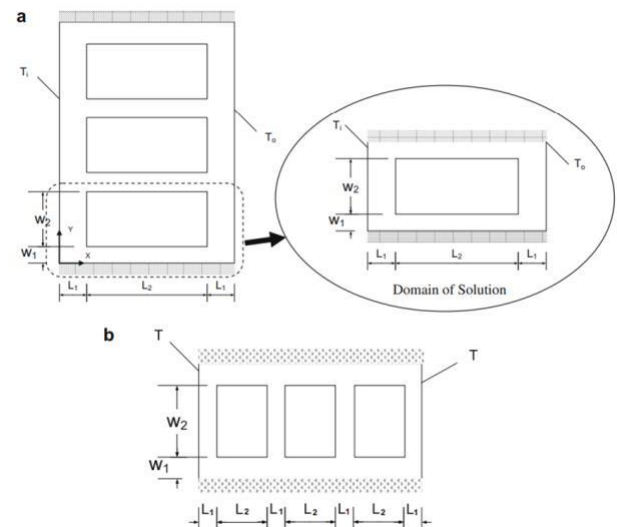 a
Tᵢ
Tₒ
W₂
W₁
Y
X
L₁ L₂ L₁
Tᵢ
Tₒ
W₂
W₁
L₁ L₂ L₁
Domain of Solution
b
T T
W₂
W₁
L₁ L₂ L₁ L₂ L₁ L₂ L₁